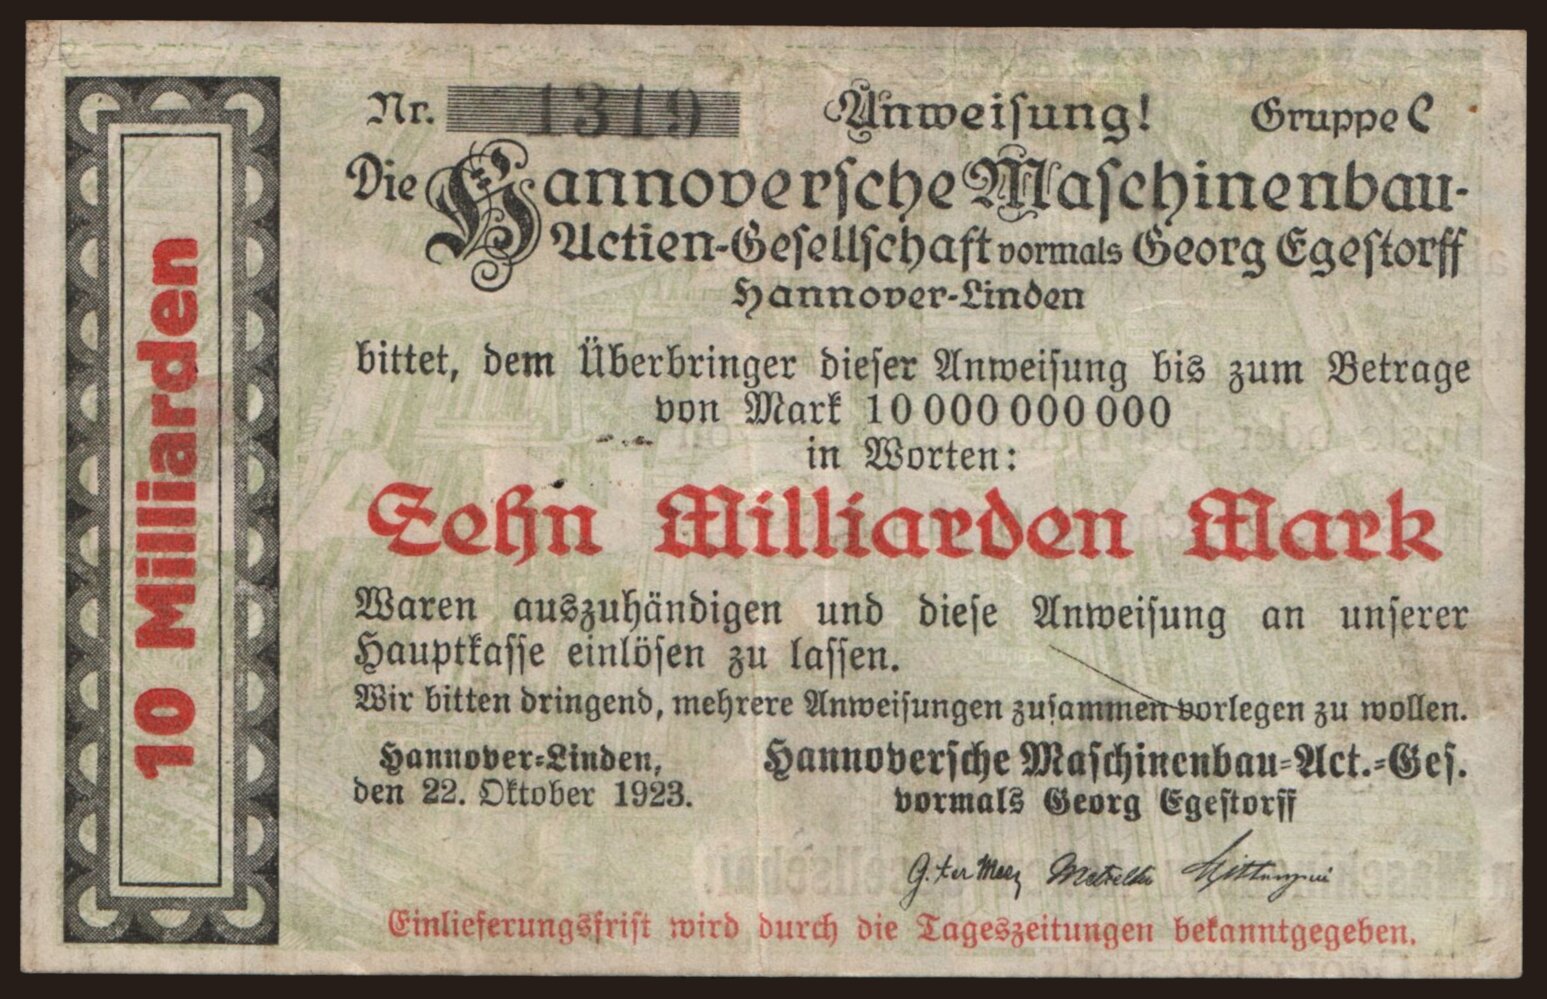 Nr. 1319 Anweisung! Gruppe C
Die Hannoversche Maschinenbau-
Actien-Gesellschaft vormals Georg Egestorff
Hannover-Linden
bittet, dem Überbringer dieser Anweisung bis zum Betrage
von Mark 10 000 000 000
in Worten:
Zehn Milliarden Mark
Waren auszuhändigen und diese Anweisung an unserer
Hauptkasse einlösen zu lassen.
Wir bitten dringend, mehrere Anweisungen zusammen vorlegen zu wollen.
Hannover-Linden,
den 22. Oktober 1923.
Hannoversche Maschinenbau-Act.-Ges.
vormals Georg Egestorff
G. ter Meer
Einlieferungsfrist wird durch die Tageszeitungen bekanntgegeben.
10 Milliarden